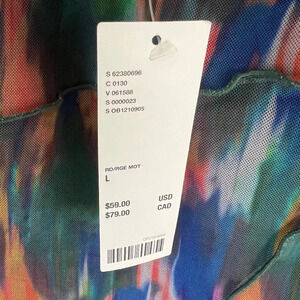 S 62380696
C 0130
V 061588
S 0000023
S OB1210905
RD/RGE MOT
L
$59.00 USD
$79.00 CAD